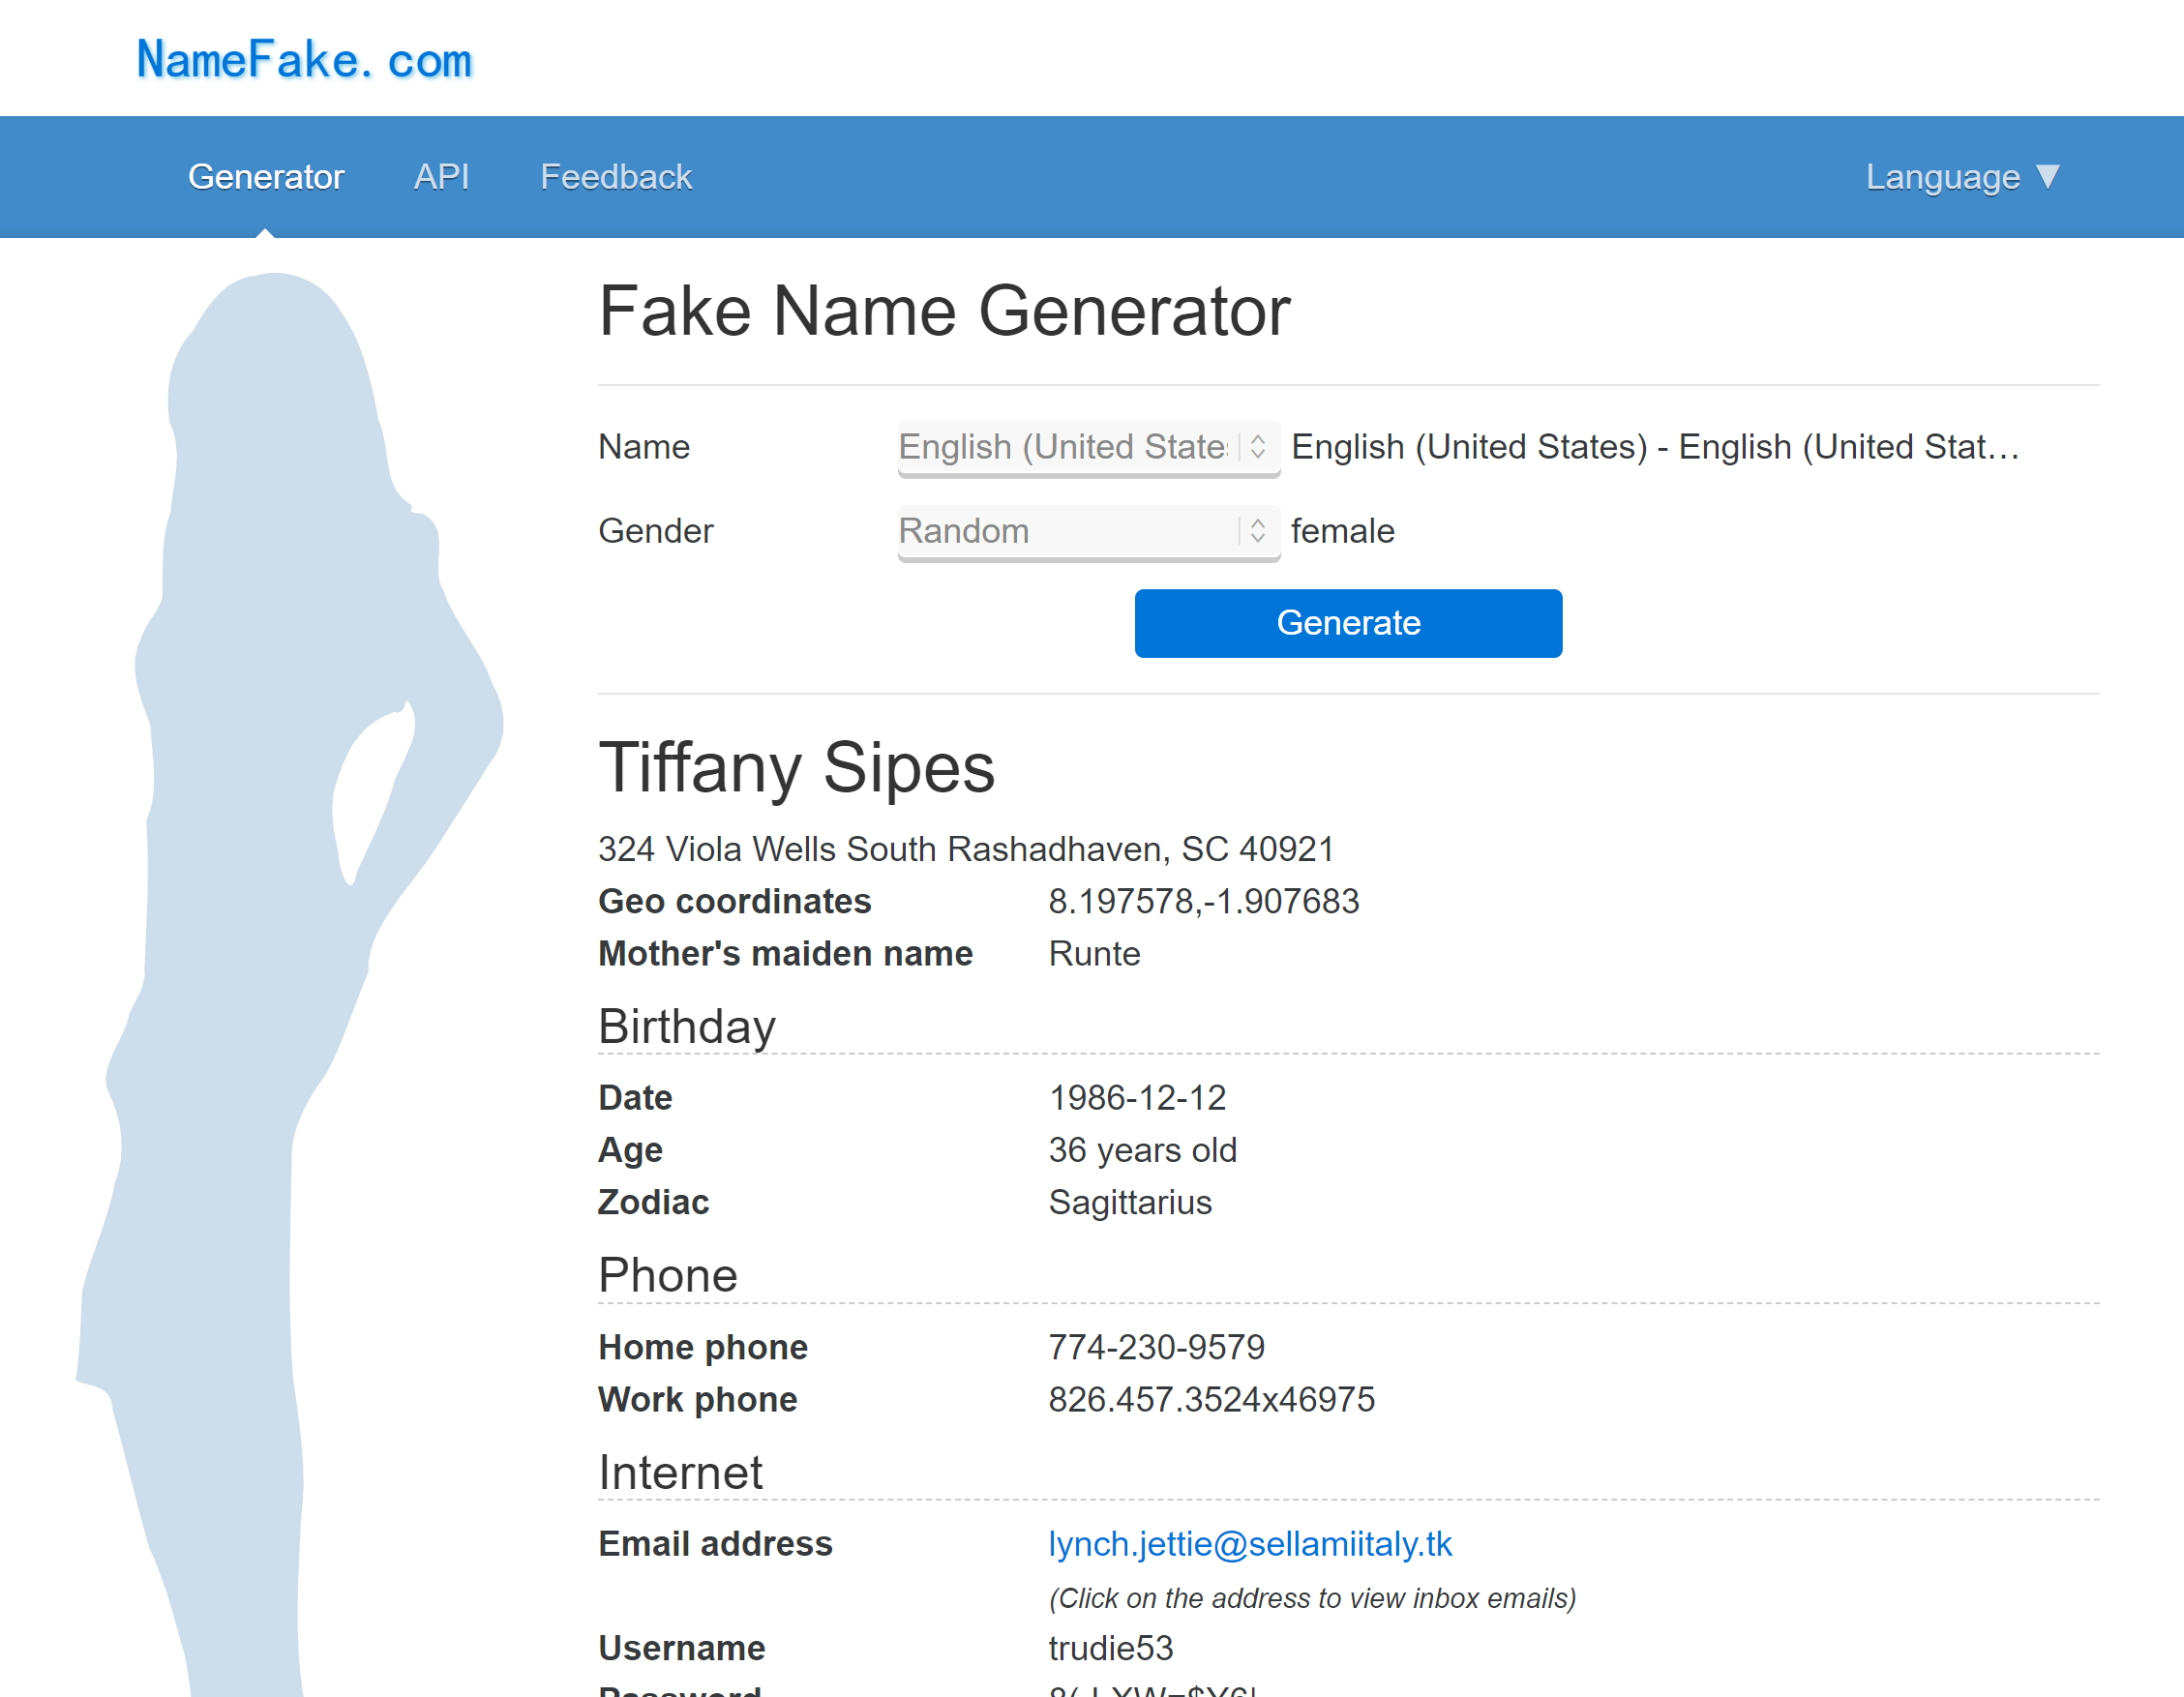 NameFake.com
Generator API Feedback Language ▼
Fake Name Generator
Name English (United States English (United States) - English (United Stat…
Gender Random female
Generate
Tiffany Sipes
324 Viola Wells South Rashadhaven, SC 40921
Geo coordinates 8.197578,-1.907683
Mother's maiden name Runte
Birthday
Date 1986-12-12
Age 36 years old
Zodiac Sagittarius
Phone
Home phone 774-230-9579
Work phone 826.457.3524x46975
Internet
Email address lynch.jettie@sellamiitaly.tk
(Click on the address to view inbox emails)
Username trudie53
Password